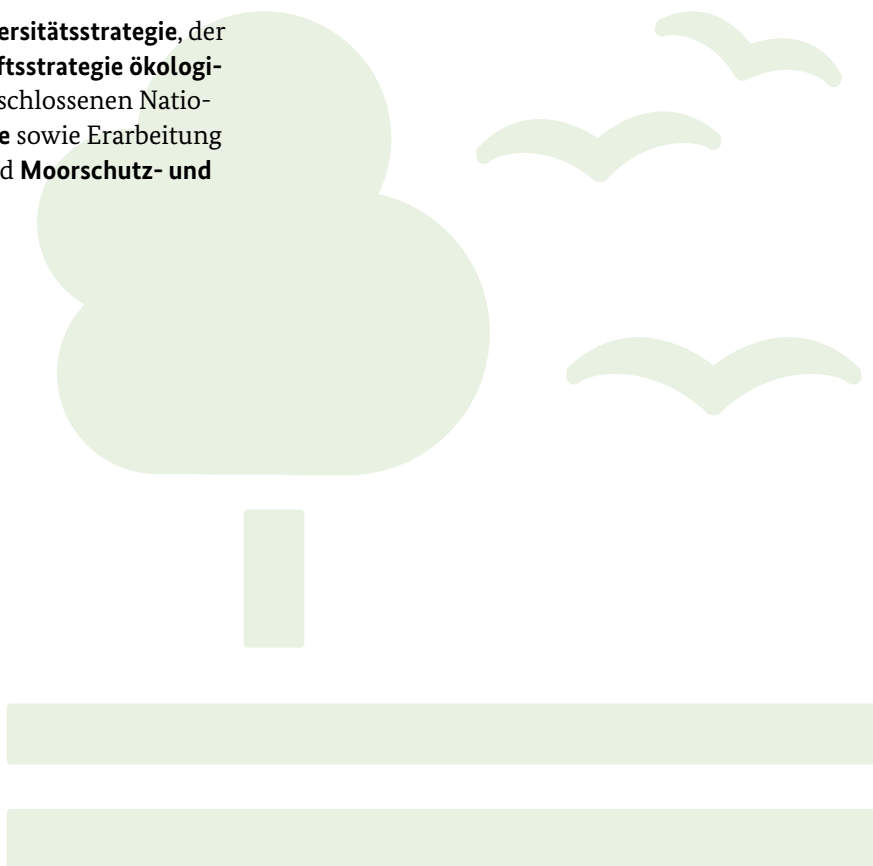 ersitätsstrategie, der
ftsstrategie ökologi-
schlossenen Natio-
e sowie Erarbeitung
d Moorschutz- und